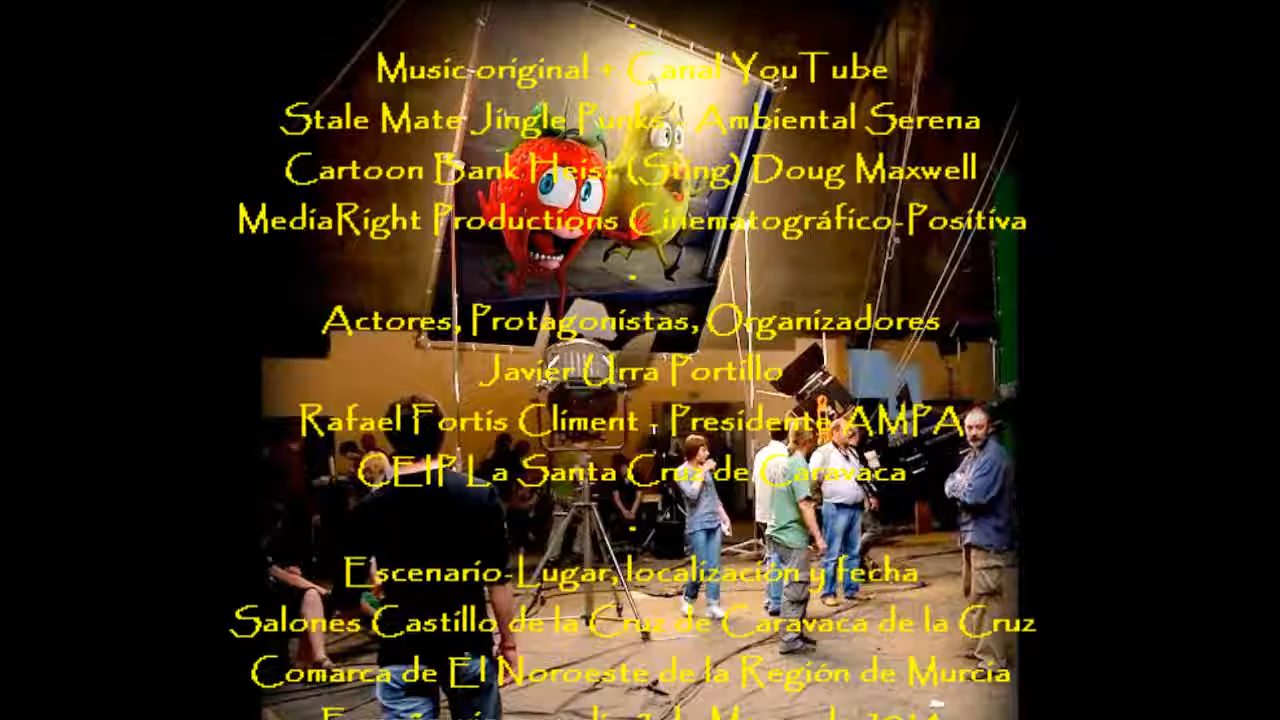 Music original + Canal YouTube
Stale Mate Jingle Punks - Ambiental Serena
Cartoon Bank Heist (Sting) Doug Maxwell
MediaRight Productions Cinematográfico-Positiva
.
Actores, Protagonistas, Organizadores
Javier Urra Portillo
Rafael Fortis Climent - Presidente AMPA
CEIP La Santa Cruz de Caravaca
.
Escenario-Lugar, localización y fecha
Salones Castillo de la Cruz de Caravaca de la Cruz
Comarca de El Noroeste de la Región de Murcia